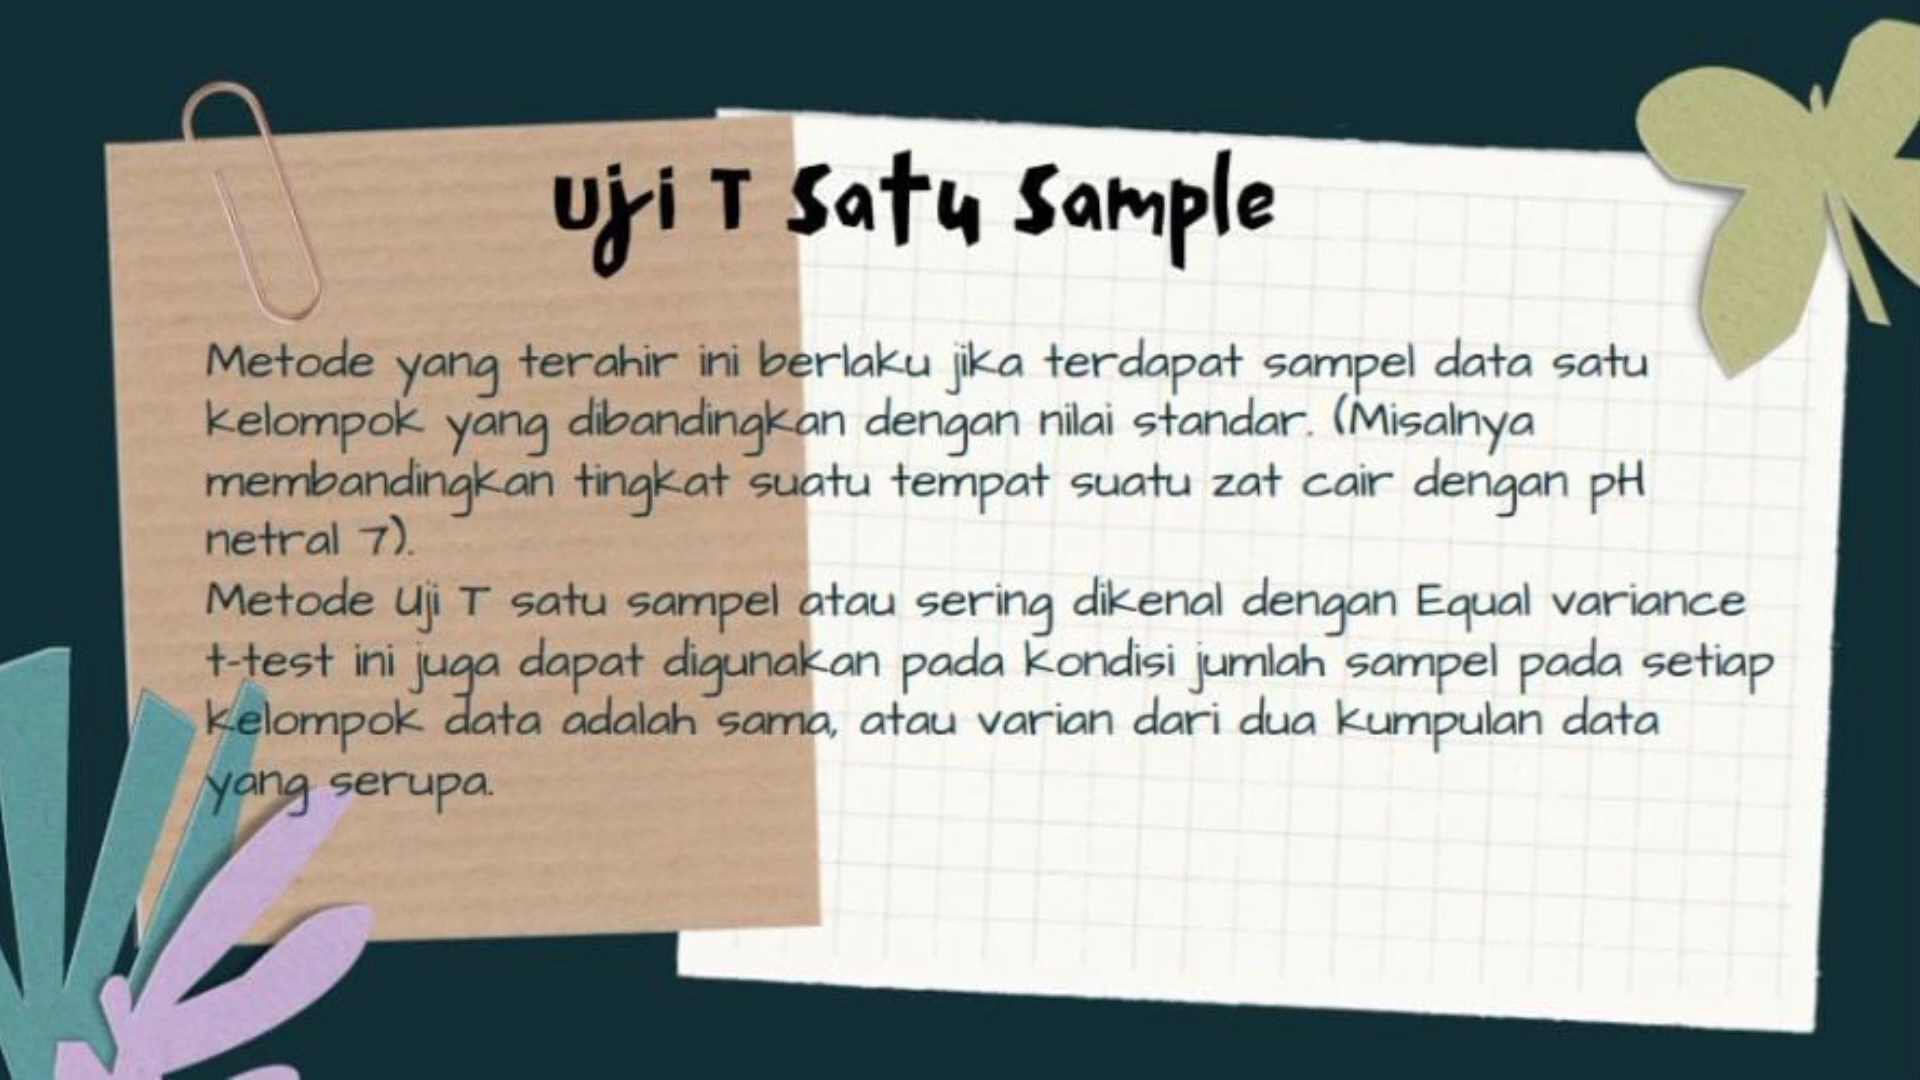 Uji T Satu Sample
Metode yang terahir ini berlaku jika terdapat sampel data satu
kelompok yang dibandingkan dengan nilai standar. (Misalnya
membandingkan tingkat suatu tempat suatu zat cair dengan pH
netral 7).
Metode Uji T satu sampel atau sering dikenal dengan Equal variance
t-test ini juga dapat digunakan pada kondisi jumlah sampel pada setiap
kelompok data adalah sama, atau varian dari dua kumpulan data
yang serupa.